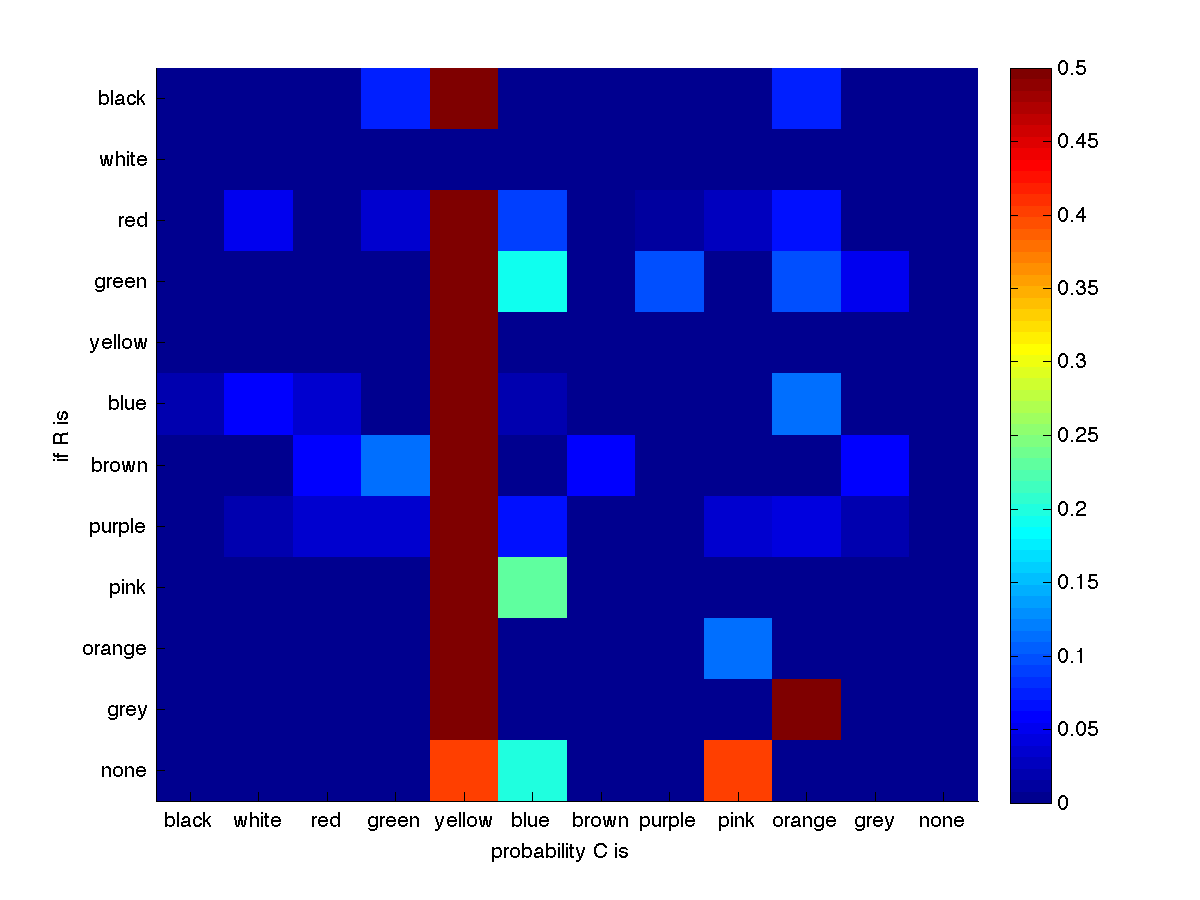 black
white
red
green
yellow
blue
brown
purple
pink
orange
grey
none
if R is
black white red green yellow blue brown purple pink orange grey none
probability C is
0.5
0.45
0.4
0.35
0.3
0.25
0.2
0.15
0.1
0.05
0